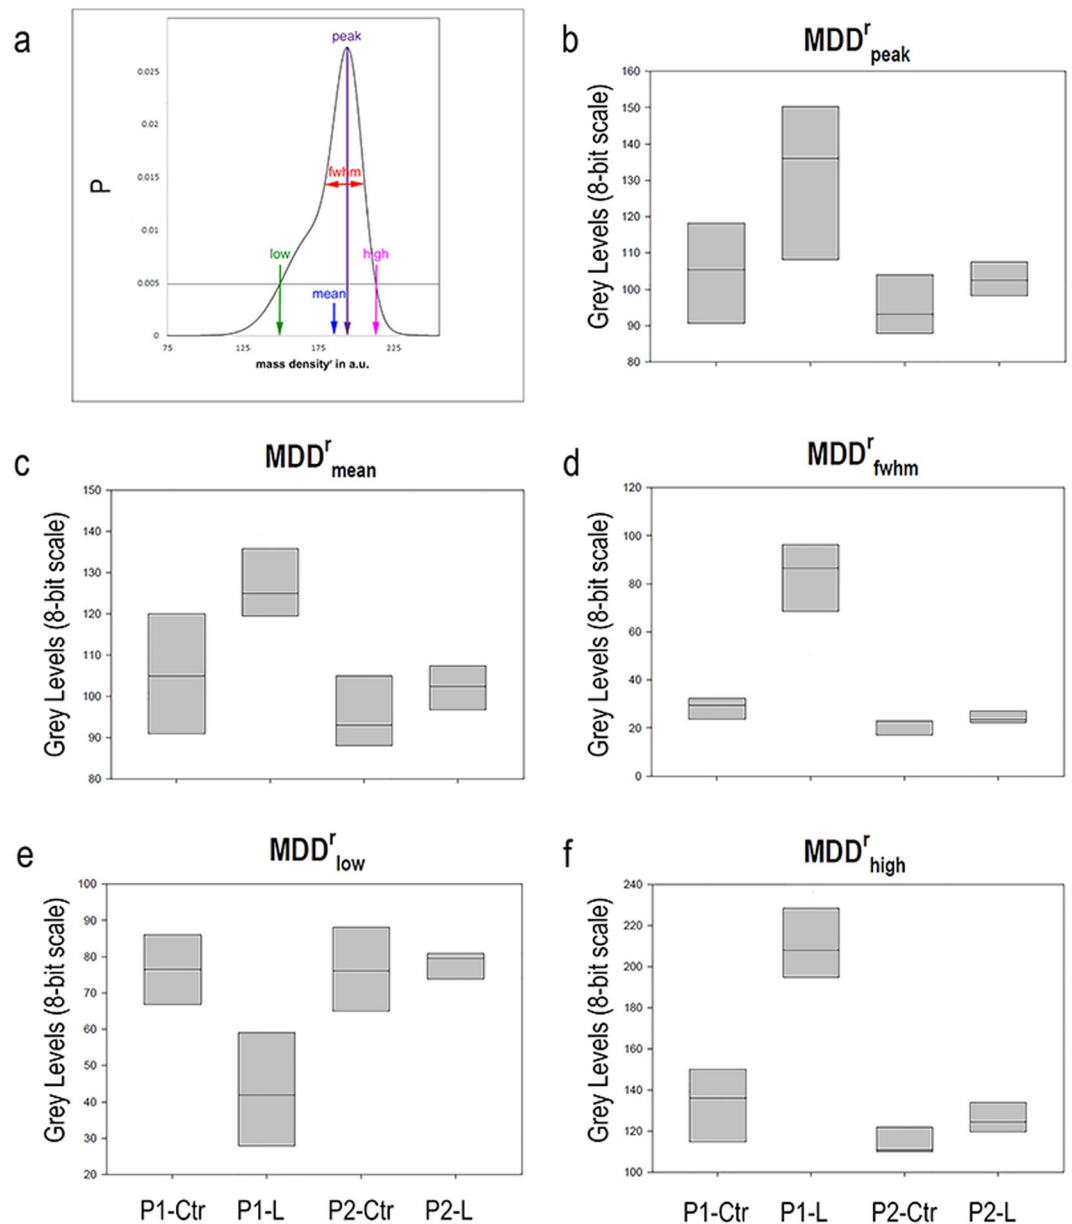 a
peak
0.025
0.02
P
0.015
fwhm
0.01
low
high
0.005
mean
0
75
125
175
225
mass densityʳ in a.u.
b
MDDʳpeak
Grey Levels (8-bit scale)
160
150
140
130
120
110
100
90
80
c
MDDʳmean
Grey Levels (8-bit scale)
150
140
130
120
110
100
90
80
d
MDDʳfwhm
Grey Levels (8-bit scale)
120
100
80
60
40
20
0
e
MDDʳlow
Grey Levels (8-bit scale)
100
90
80
70
60
50
40
30
20
P1-Ctr P1-L P2-Ctr P2-L
f
MDDʳhigh
Grey Levels (8-bit scale)
240
220
200
180
160
140
120
100
P1-Ctr P1-L P2-Ctr P2-L